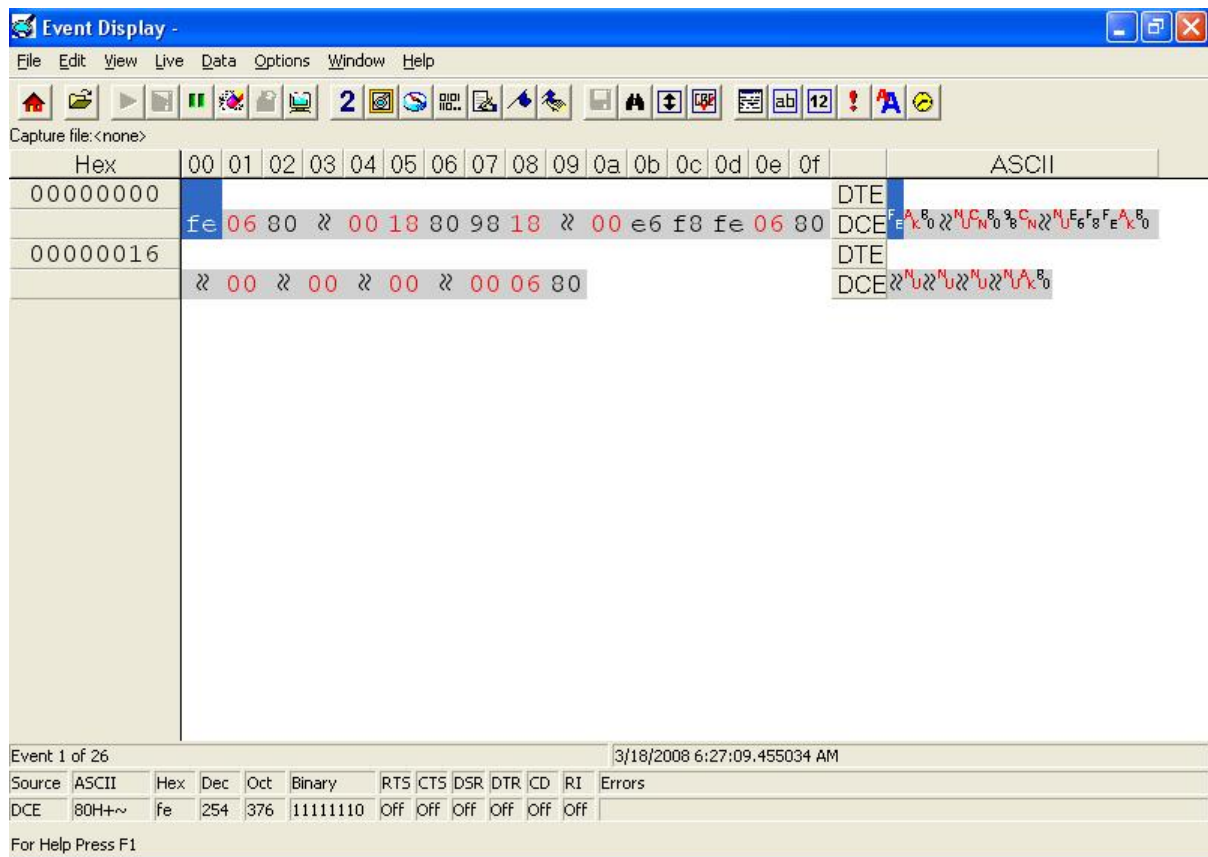 Event Display -
File Edit View Live Data Options Window Help
2 ab 12 ! A
Capture file:<none>
Hex 00 01 02 03 04 05 06 07 08 09 0a 0b 0c 0d 0e 0f ASCII
00000000 DTE
fe 06 80 00 18 80 98 18 00 e6 f8 fe 06 80 DCE
00000016 DTE
00 00 00 00 06 80 DCE
Event 1 of 26 3/18/2008 6:27:09.455034 AM
Source ASCII Hex Dec Oct Binary RTS CTS DSR DTR CD RI Errors
DCE 80H+~ fe 254 376 11111110 Off Off Off Off Off Off
For Help Press F1